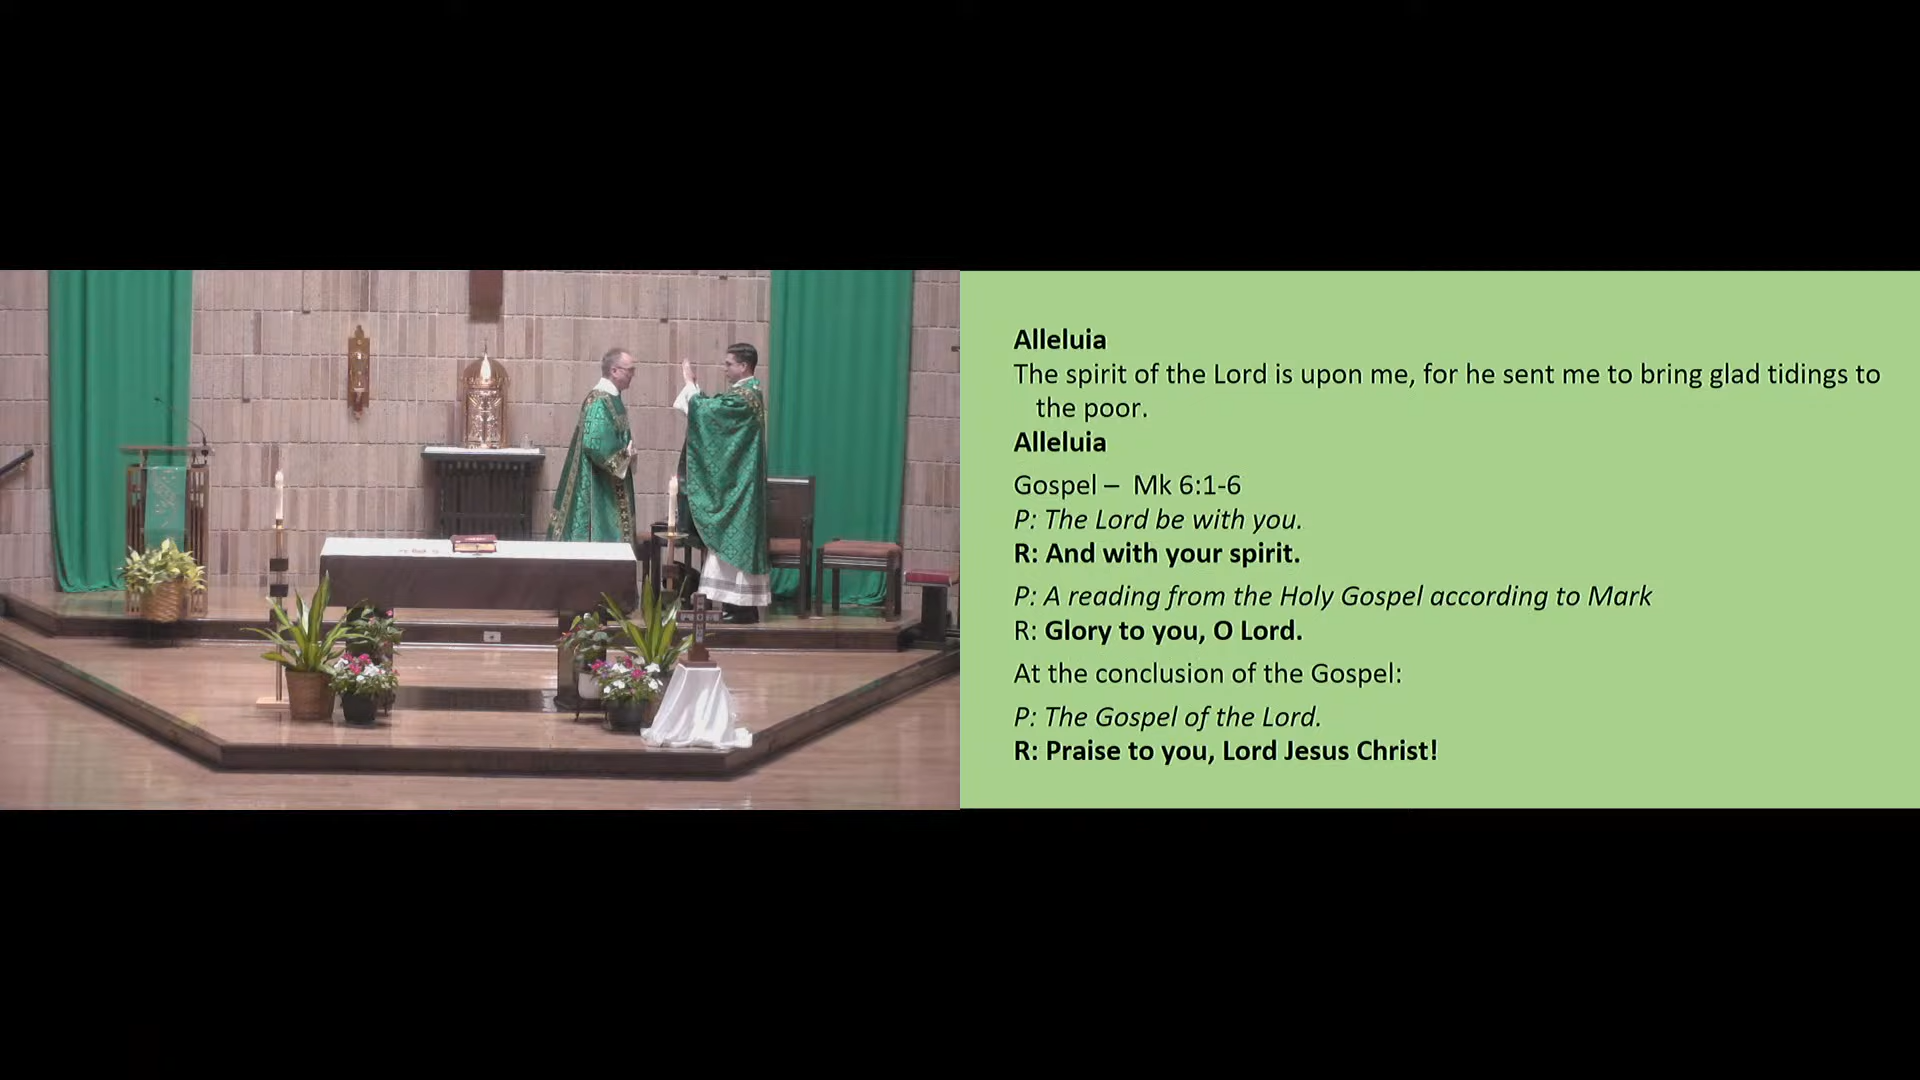 Alleluia
The spirit of the Lord is upon me, for he sent me to bring glad tidings to
the poor.
Alleluia
Gospel – Mk 6:1-6
P: The Lord be with you.
R: And with your spirit.
P: A reading from the Holy Gospel according to Mark
R: Glory to you, O Lord.
At the conclusion of the Gospel:
P: The Gospel of the Lord.
R: Praise to you, Lord Jesus Christ!